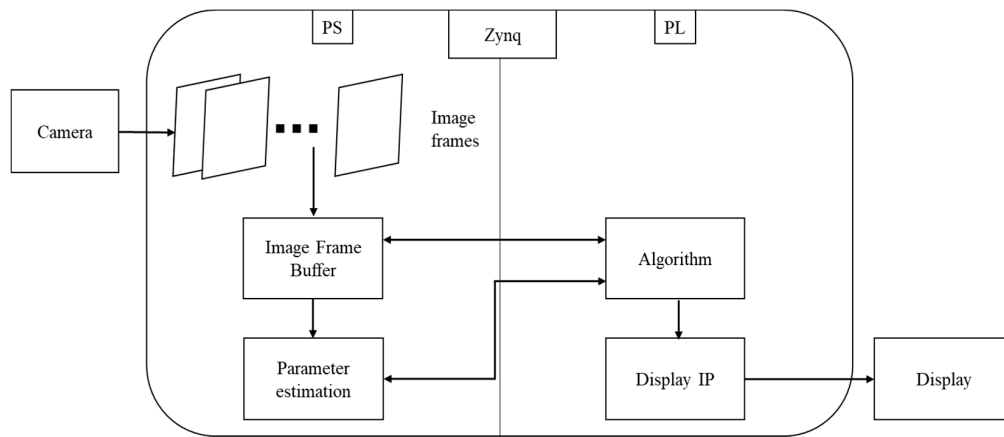 PS
Zynq
PL
Camera
Image
frames
Image Frame
Buffer
Algorithm
Parameter
estimation
Display IP
Display